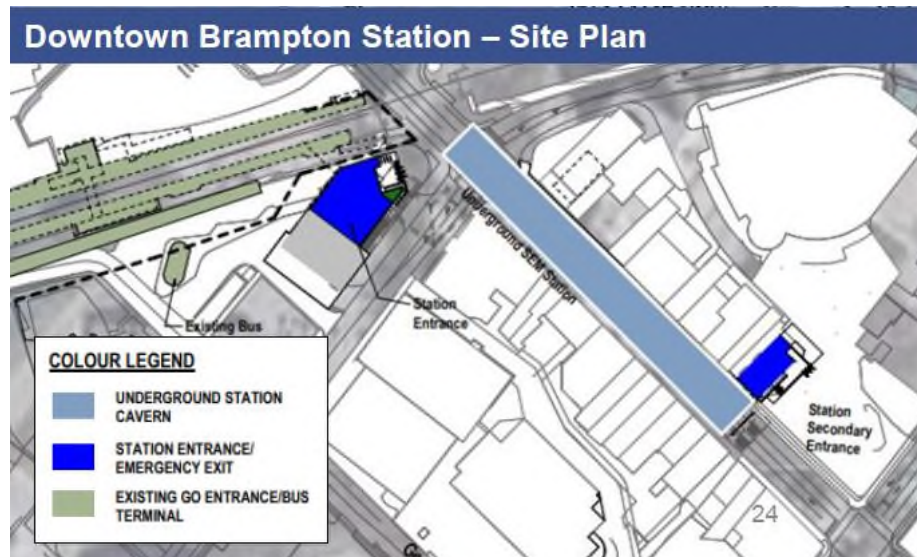 Downtown Brampton Station – Site Plan
Underground SEM Station
Station
Entrance
Existing Bus
COLOUR LEGEND
UNDERGROUND STATION
CAVERN
STATION ENTRANCE/
EMERGENCY EXIT
EXISTING GO ENTRANCE/BUS
TERMINAL
Station
Secondary
Entrance
24